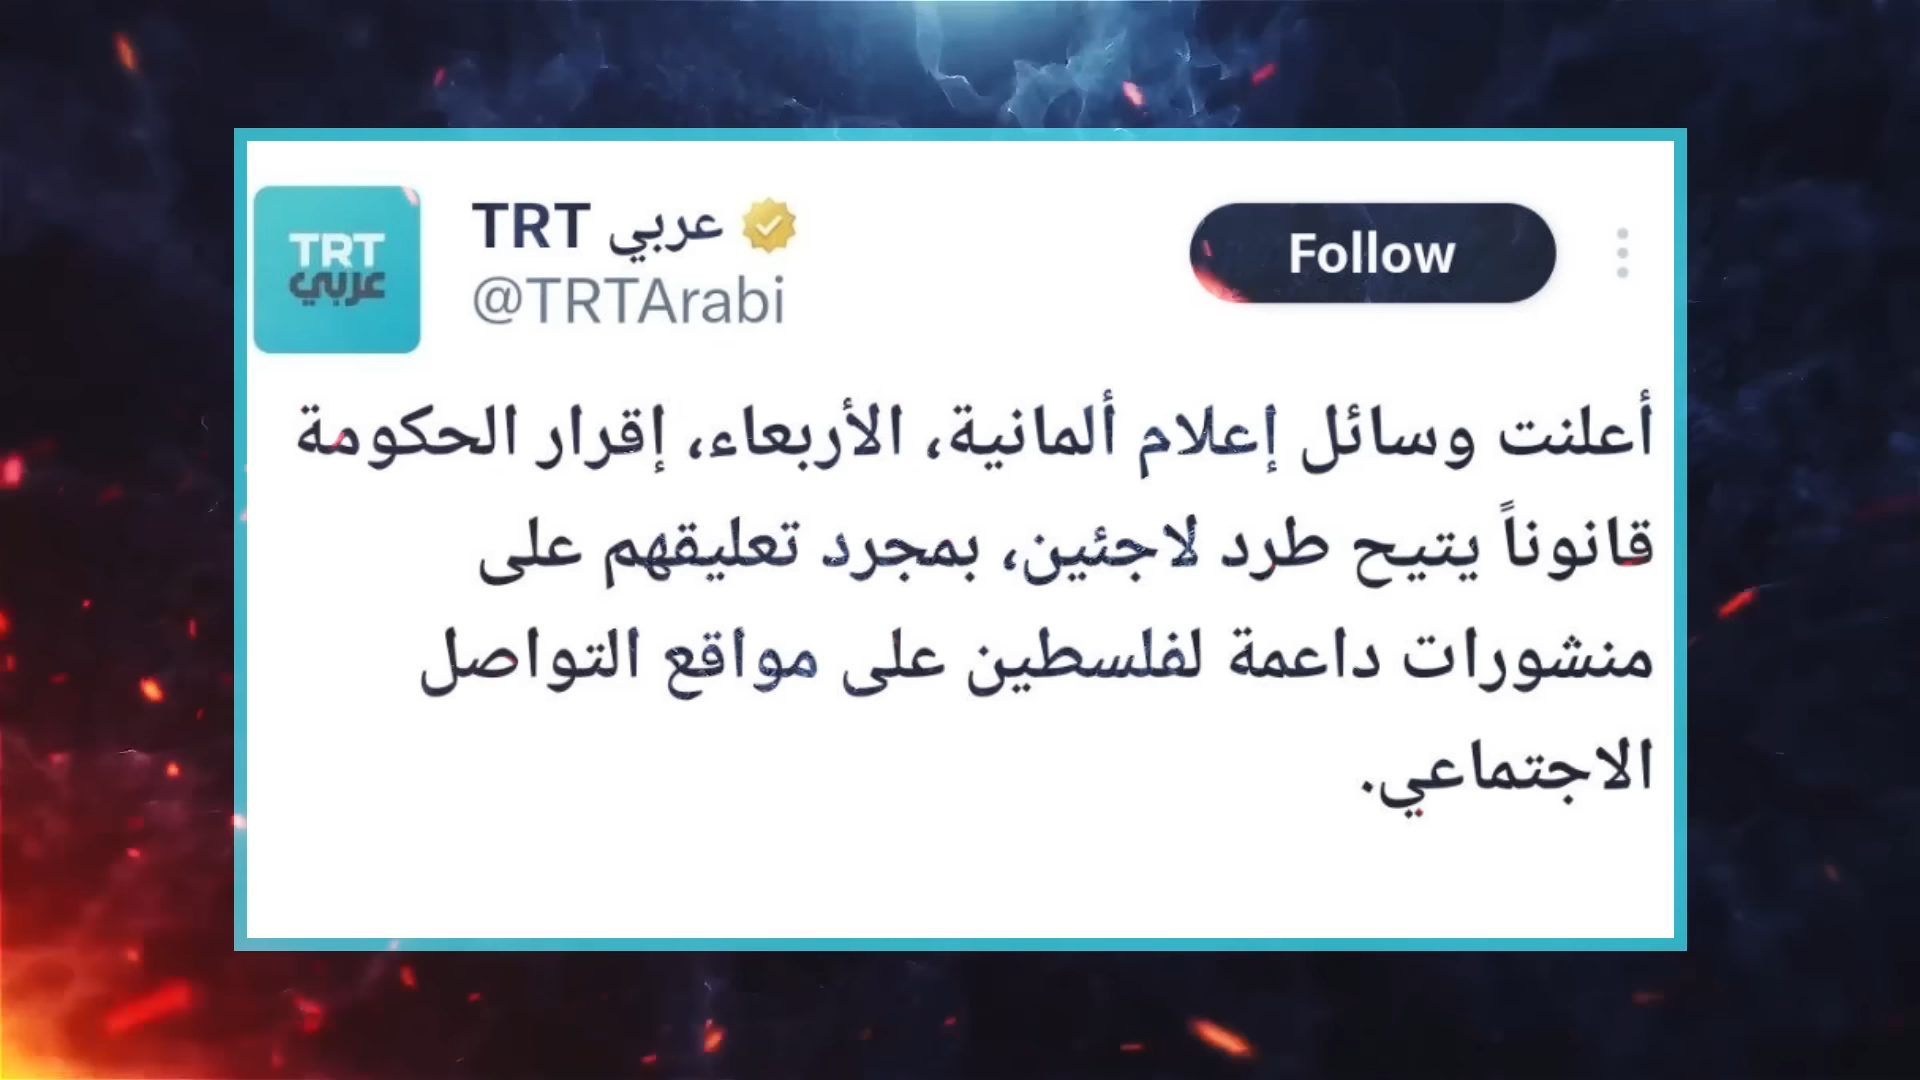 TRT عربي
TRT عربي
@TRTArabi
Follow
أعلنت وسائل إعلام ألمانية، الأربعاء، إقرار الحكومة
قانوناً يتيح طرد لاجئين، بمجرد تعليقهم على
منشورات داعمة لفلسطين على مواقع التواصل
الاجتماعي.